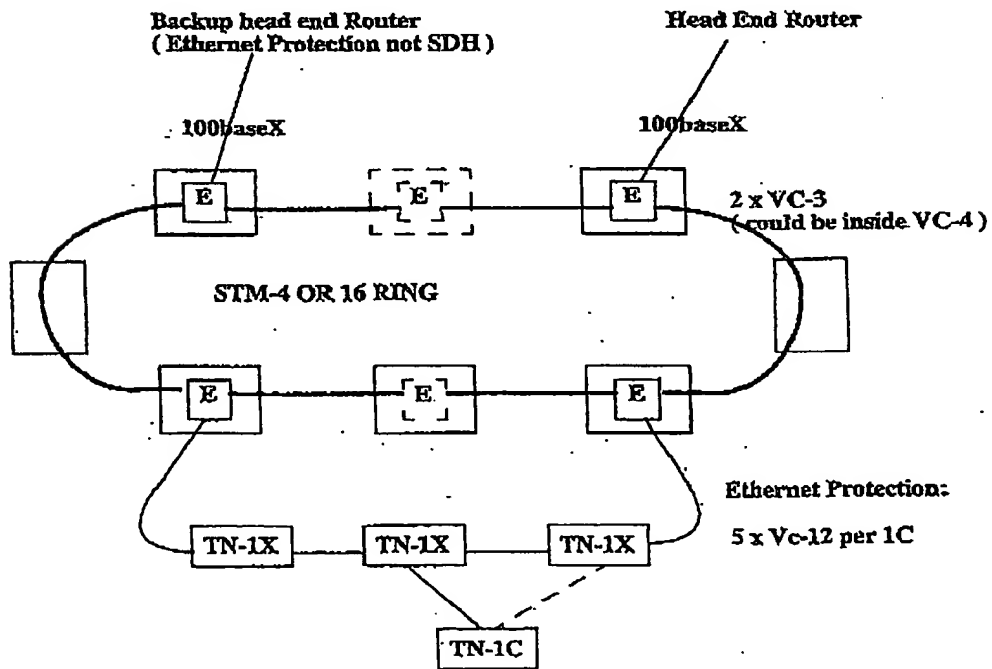 Backup head end Router
( Ethernet Protection not SDH )
Head End Router
100baseX
100baseX
E
E
E
2 x VC-3
( could be inside VC-4 )
STM-4 OR 16 RING
E
E
E
Ethernet Protection:
5 x Vc-12 per 1C
TN-1X
TN-1X
TN-1X
TN-1C